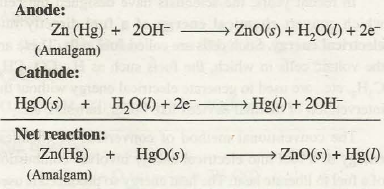 Anode:
Zn (Hg) + 2OH⁻ ⟶ ZnO(s) + H₂O(l) + 2e⁻
(Amalgam)
Cathode:
HgO(s) + H₂O(l) + 2e⁻ ⟶ Hg(l) + 2OH⁻
Net reaction:
Zn(Hg) + HgO(s) ⟶ ZnO(s) + Hg(l)
(Amalgam)